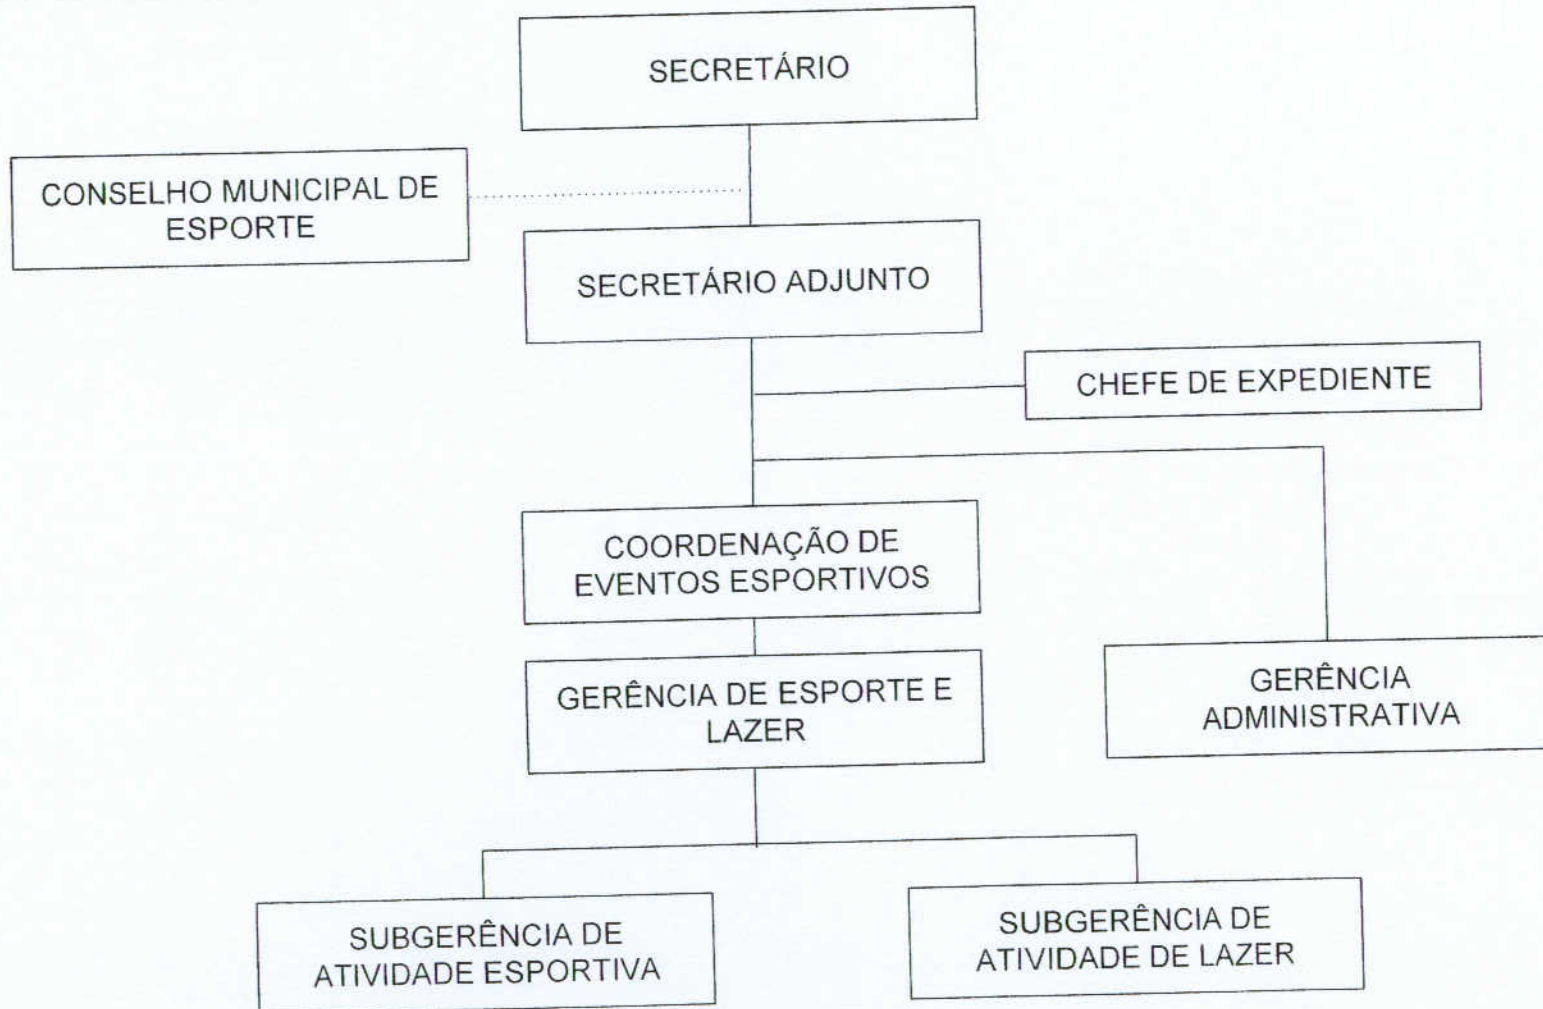 SECRETÁRIO
CONSELHO MUNICIPAL DE
ESPORTE
SECRETÁRIO ADJUNTO
CHEFE DE EXPEDIENTE
COORDENAÇÃO DE
EVENTOS ESPORTIVOS
GERÊNCIA DE ESPORTE E
LAZER
GERÊNCIA
ADMINISTRATIVA
SUBGERÊNCIA DE
ATIVIDADE ESPORTIVA
SUBGERÊNCIA DE
ATIVIDADE DE LAZER